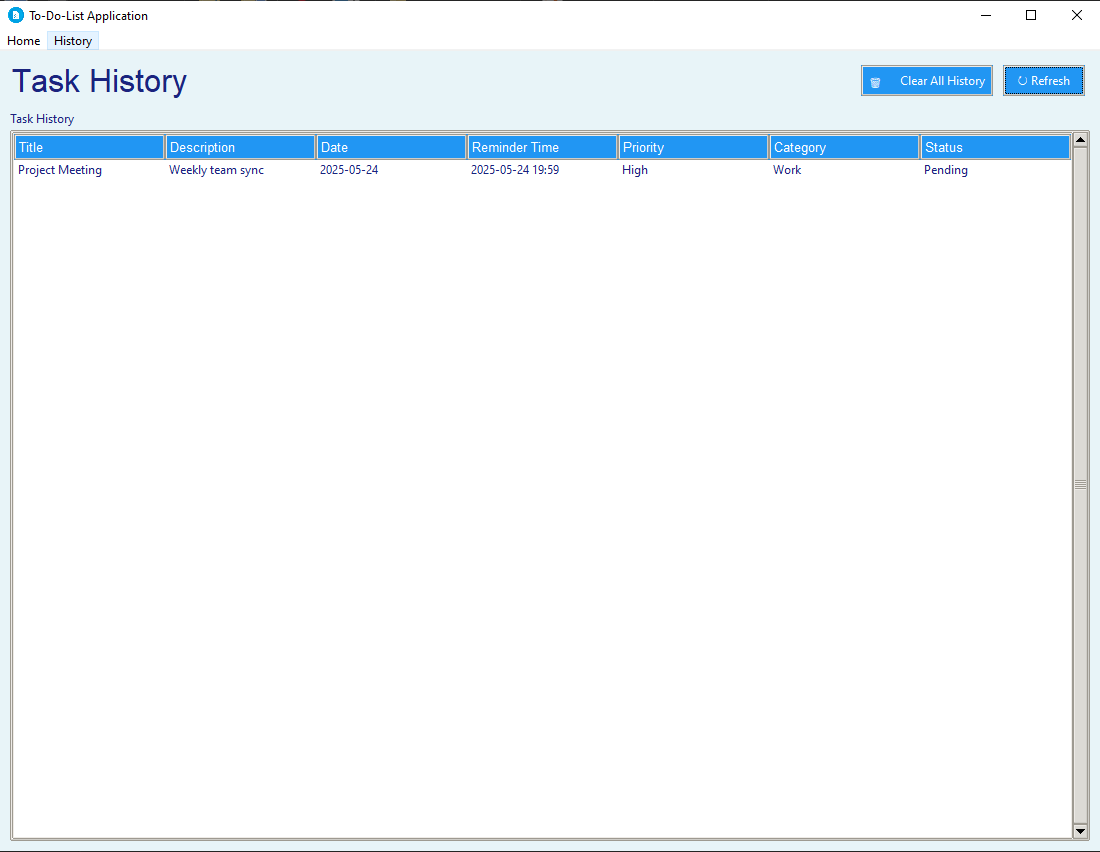 To-Do-List Application
Home History
Task History
Clear All History
Refresh
Task History
Title Description Date Reminder Time Priority Category Status
Project Meeting Weekly team sync 2025-05-24 2025-05-24 19:59 High Work Pending